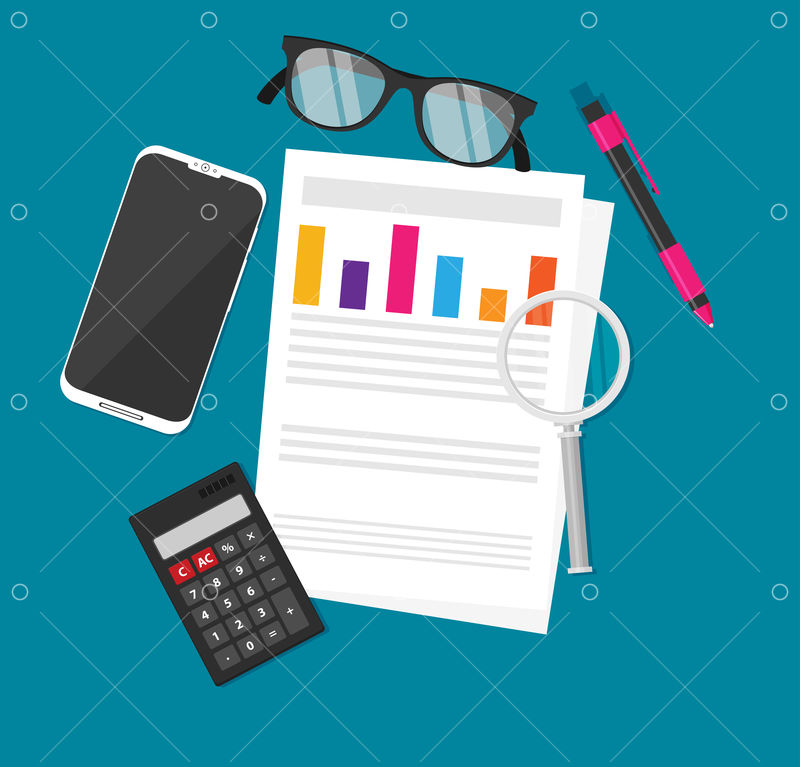 C AC % ×
7 8 9 ÷
4 5 6 -
1 2 3 +
. 0 =